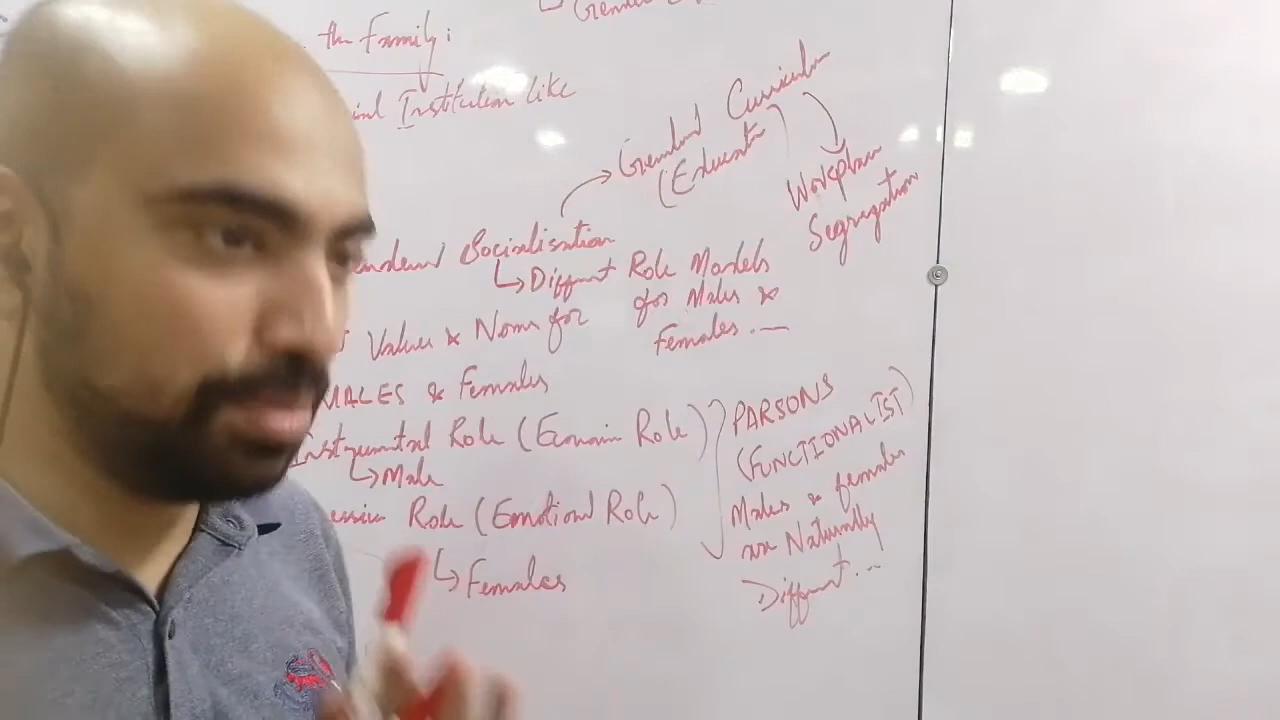 the Family:
Institution like
Gendered Curriculum
(Education
Workplace
Segregation
Socialisation
↳ Different Role Models
for Males &
Females.—
Values & Norms for
MALES & Females
Instrumental Role (Economic Role)
↳ Male
Role (Emotional Role)
↳ Females
PARSONS
(FUNCTIONALIST)
Males & females
are Naturally
Different...